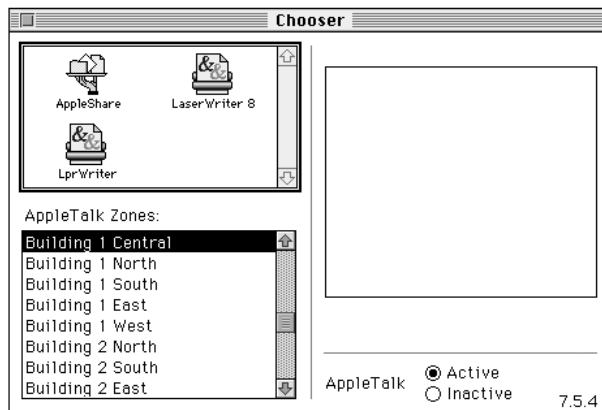 Chooser
AppleShare
LaserWriter 8
LprWriter
AppleTalk Zones:
Building 1 Central
Building 1 North
Building 1 South
Building 1 East
Building 1 West
Building 2 North
Building 2 South
Building 2 East
AppleTalk
Active
Inactive
7.5.4